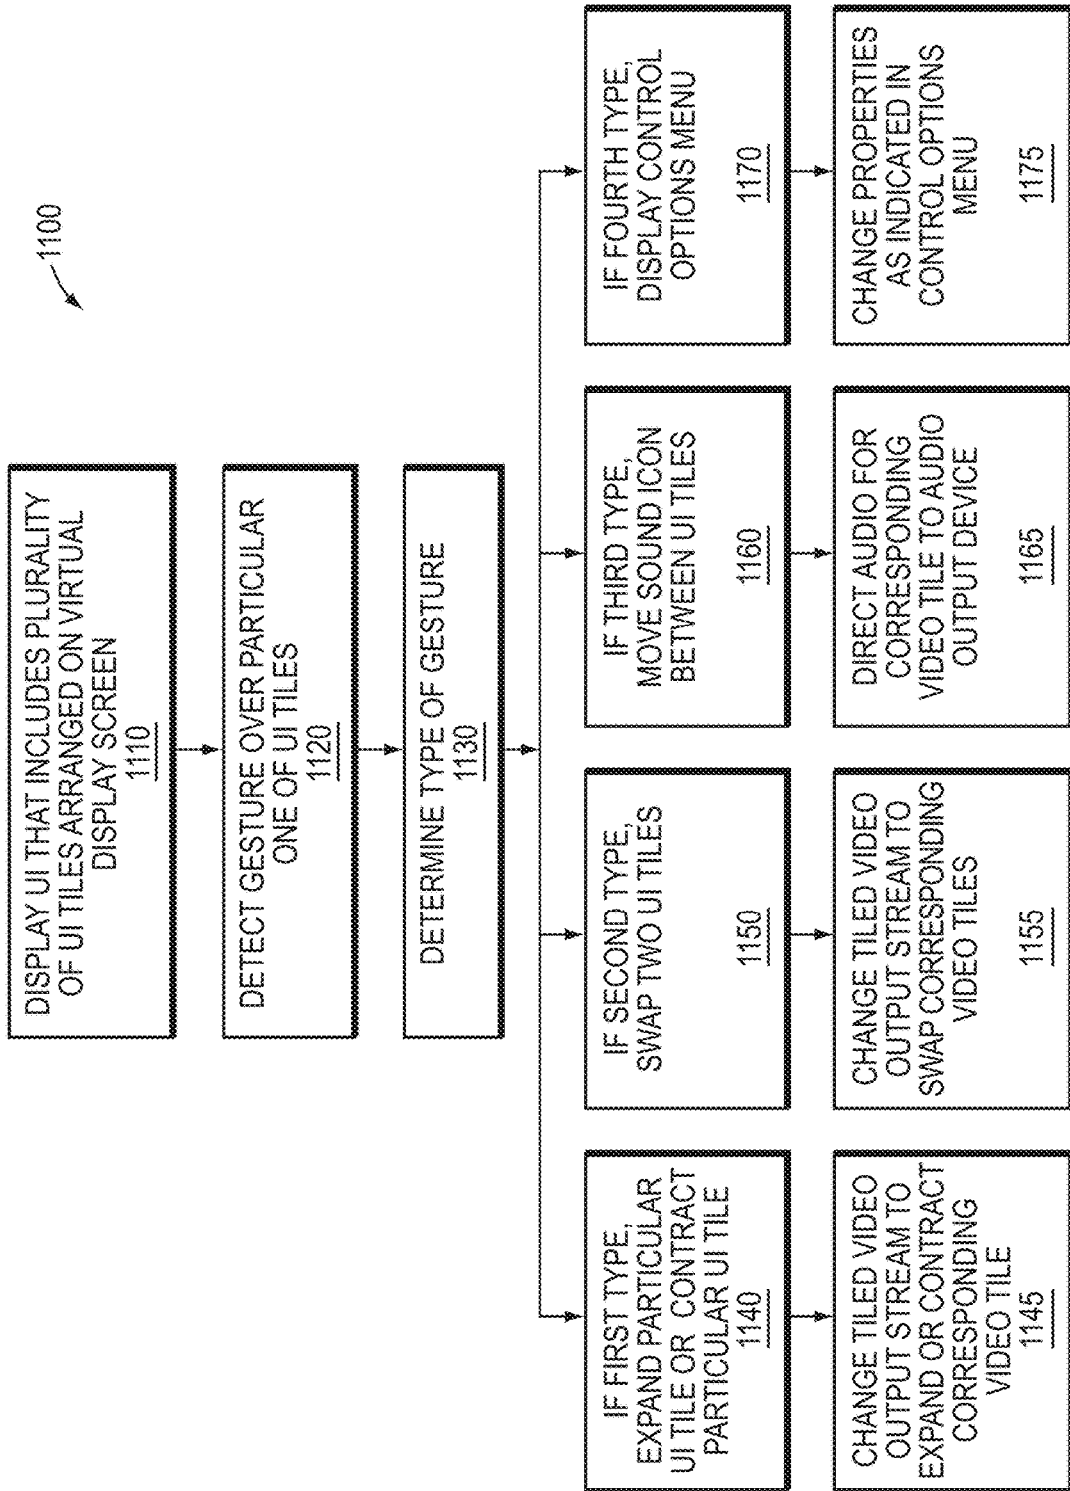 1100
DISPLAY UI THAT INCLUDES PLURALITY
OF UI TILES ARRANGED ON VIRTUAL
DISPLAY SCREEN
1110
DETECT GESTURE OVER PARTICULAR
ONE OF UI TILES
1120
DETERMINE TYPE OF GESTURE
1130
IF FIRST TYPE,
EXPAND PARTICULAR
UI TILE OR CONTRACT
PARTICULAR UI TILE
1140
CHANGE TILED VIDEO
OUTPUT STREAM TO
EXPAND OR CONTRACT
CORRESPONDING
VIDEO TILE
1145
IF SECOND TYPE,
SWAP TWO UI TILES
1150
CHANGE TILED VIDEO
OUTPUT STREAM TO
SWAP CORRESPONDING
VIDEO TILES
1155
IF THIRD TYPE,
MOVE SOUND ICON
BETWEEN UI TILES
1160
DIRECT AUDIO FOR
CORRESPONDING
VIDEO TILE TO AUDIO
OUTPUT DEVICE
1165
IF FOURTH TYPE,
DISPLAY CONTROL
OPTIONS MENU
1170
CHANGE PROPERTIES
AS INDICATED IN
CONTROL OPTIONS
MENU
1175